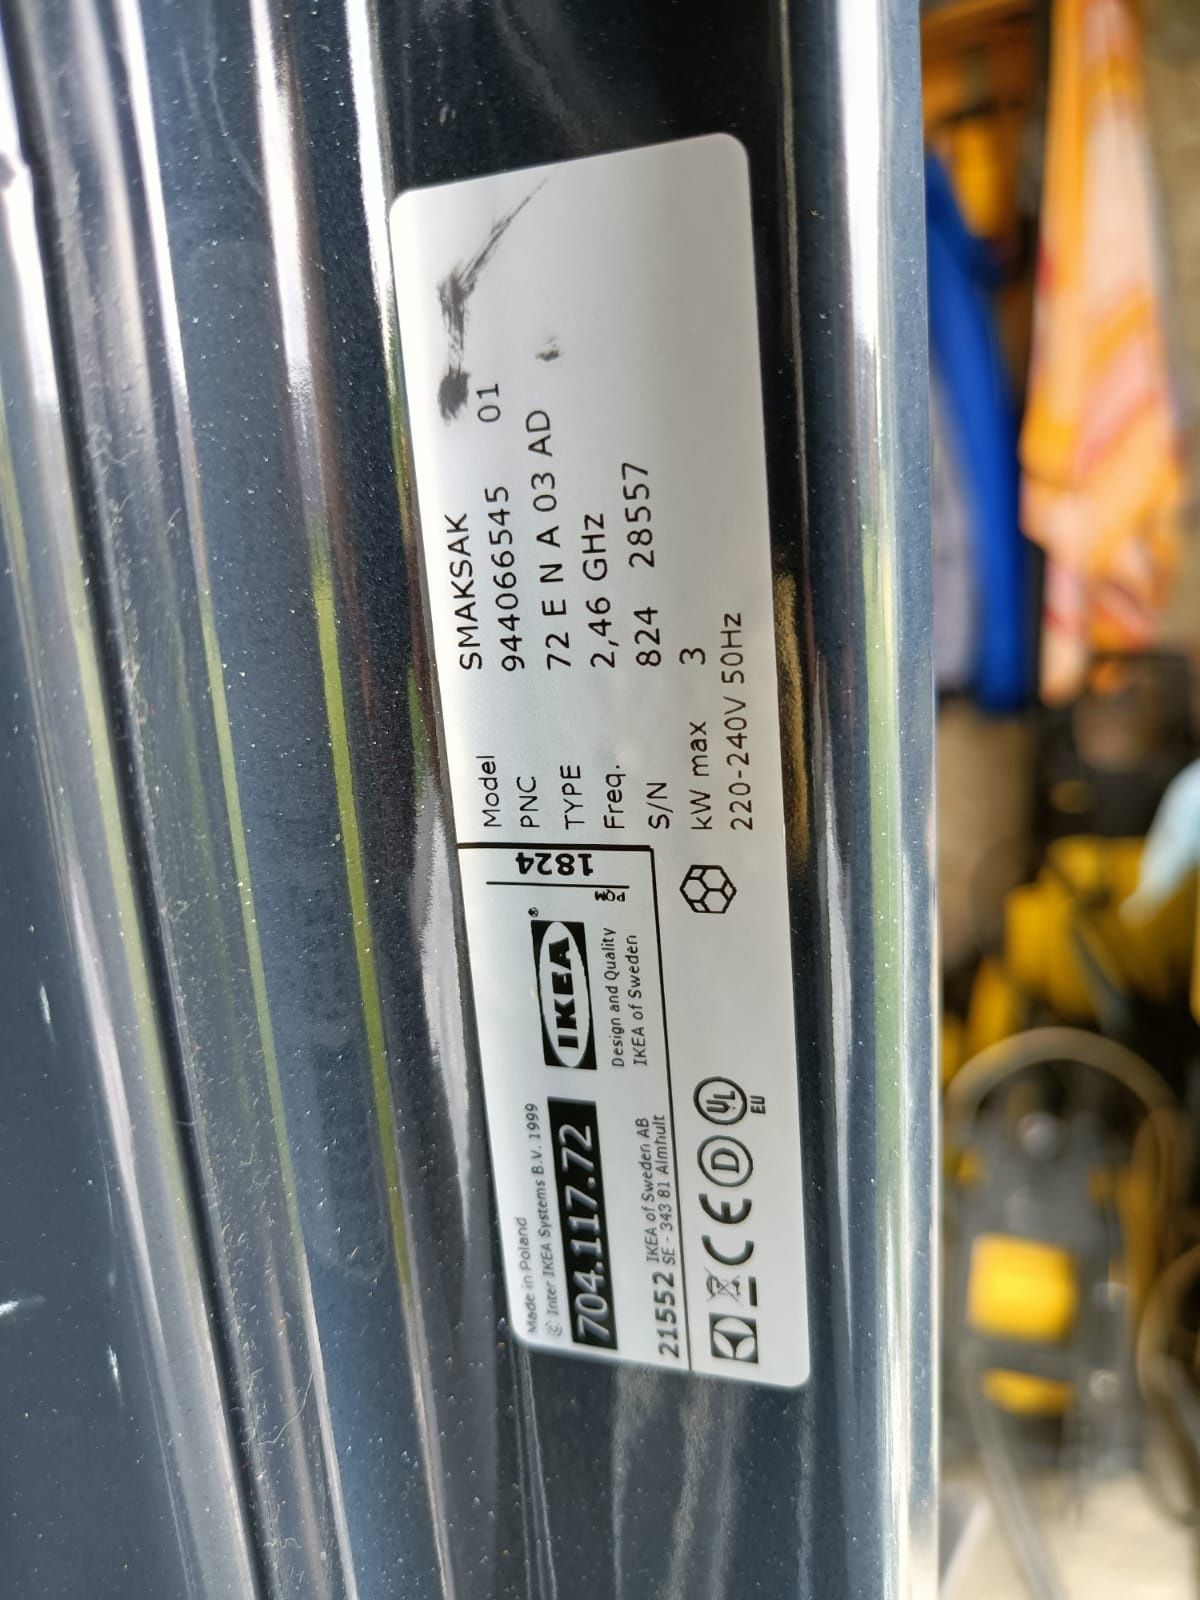 Made in Poland
© Inter IKEA Systems B.V. 1999
704.117.72
IKEA®
1824
Design and Quality
IKEA of Sweden
21552
IKEA of Sweden AB
SE - 343 81 Almhult
CE D UL
EU
Model SMAKSAK
PNC 944066545 01
TYPE 72 E N A 03 AD
Freq. 2,46 GHz
S/N 824 28557
kW max 3
220-240V 50Hz